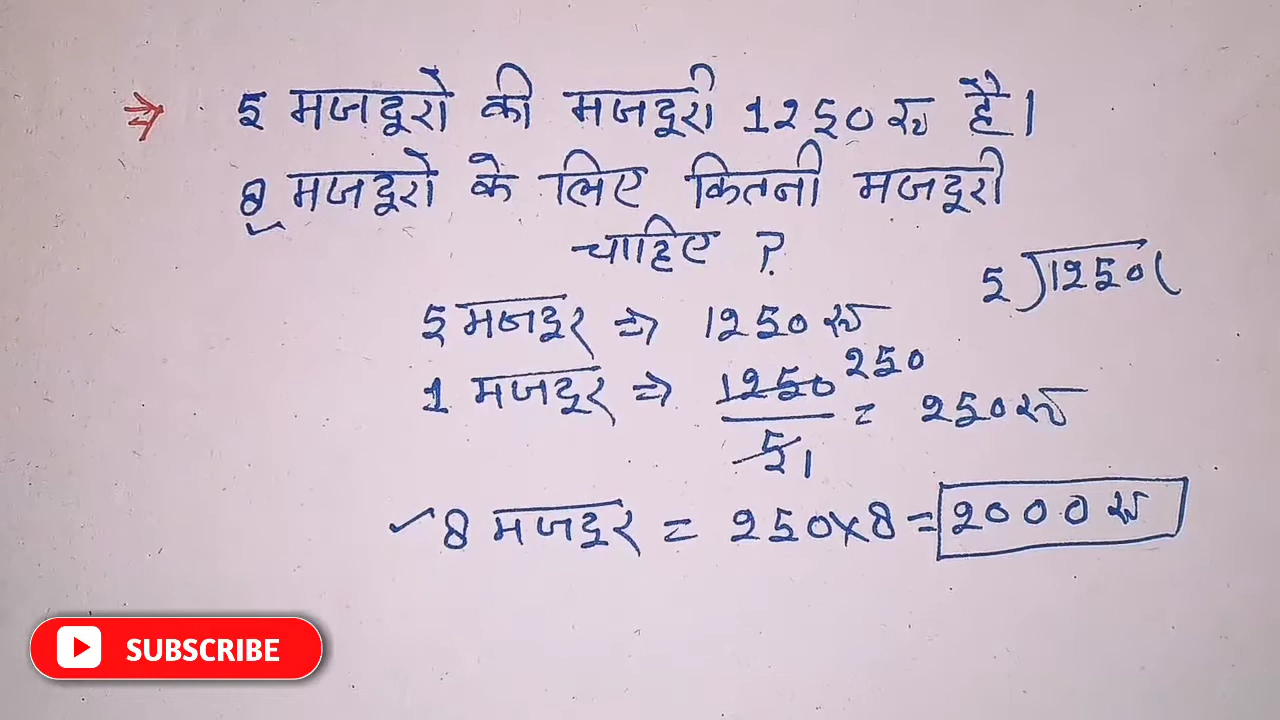 5 मजदूरो की मजदूरी 1250 रु है।
8 मजदूरो के लिए कितनी मजदूरी
चाहिए ?
5) 1250 (
5 मजदूर => 1250 रु
1 मजदूर => 1250/5 250 1 = 250 रु
✓ 8 मजदूर = 250×8 = 2000 रु
SUBSCRIBE